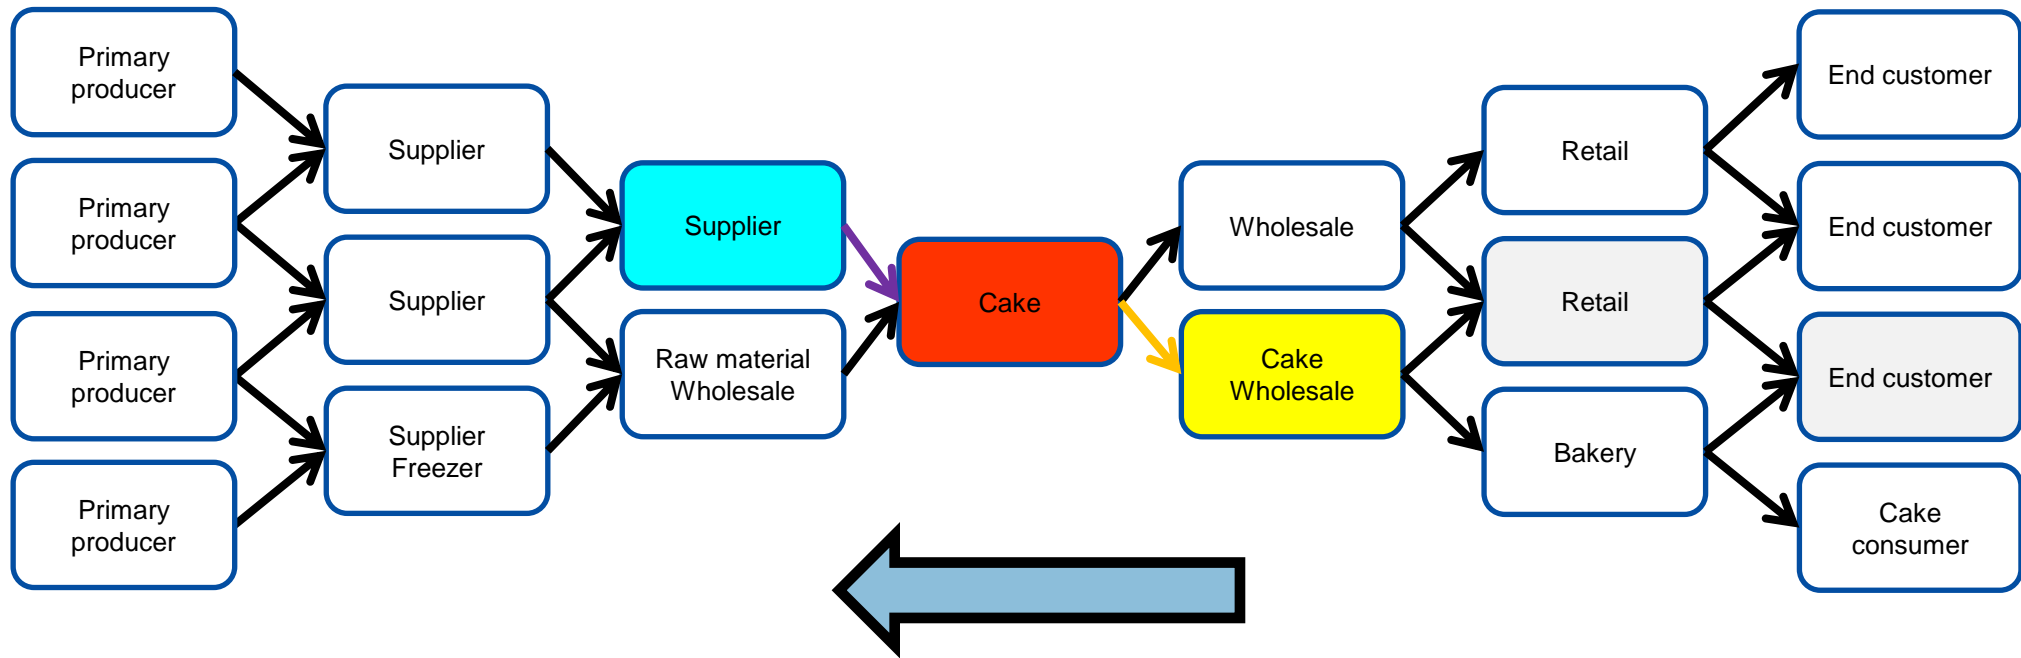 Primary
producer
Primary
producer
Primary
producer
Primary
producer
Supplier
Supplier
Supplier
Freezer
Supplier
Raw material
Wholesale
Cake
Wholesale
Cake
Wholesale
Retail
Retail
Bakery
End customer
End customer
End customer
Cake
consumer